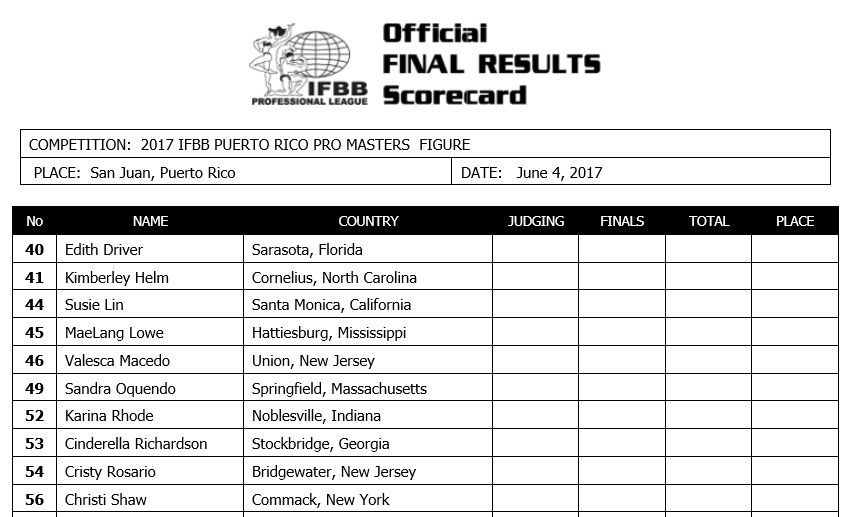 Official
FINAL RESULTS
Scorecard
IFBB
PROFESSIONAL LEAGUE
COMPETITION: 2017 IFBB PUERTO RICO PRO MASTERS FIGURE
PLACE: San Juan, Puerto Rico DATE: June 4, 2017
No NAME COUNTRY JUDGING FINALS TOTAL PLACE
40 Edith Driver Sarasota, Florida
41 Kimberley Helm Cornelius, North Carolina
44 Susie Lin Santa Monica, California
45 MaeLang Lowe Hattiesburg, Mississippi
46 Valesca Macedo Union, New Jersey
49 Sandra Oquendo Springfield, Massachusetts
52 Karina Rhode Noblesville, Indiana
53 Cinderella Richardson Stockbridge, Georgia
54 Cristy Rosario Bridgewater, New Jersey
56 Christi Shaw Commack, New York